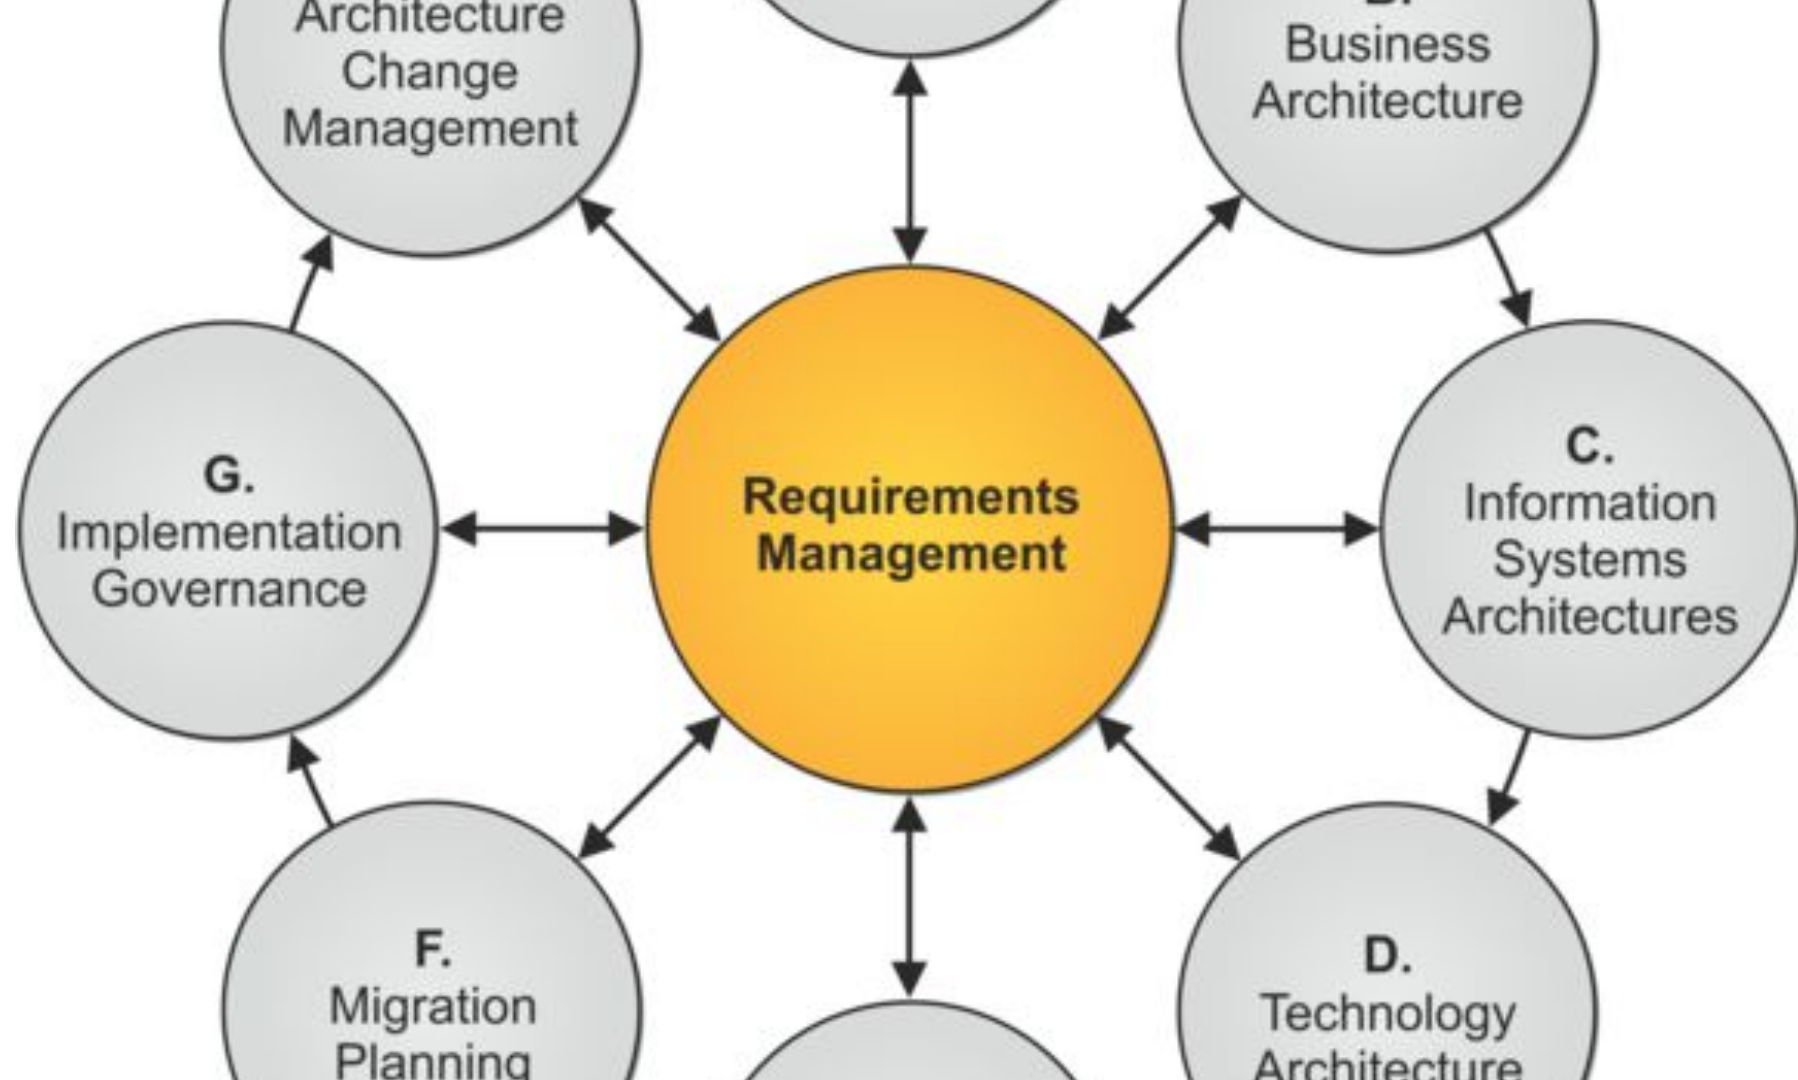 Architecture
Change
Management
B.
Business
Architecture
G.
Implementation
Governance
Requirements
Management
C.
Information
Systems
Architectures
F.
Migration
Planning
D.
Technology
Architecture